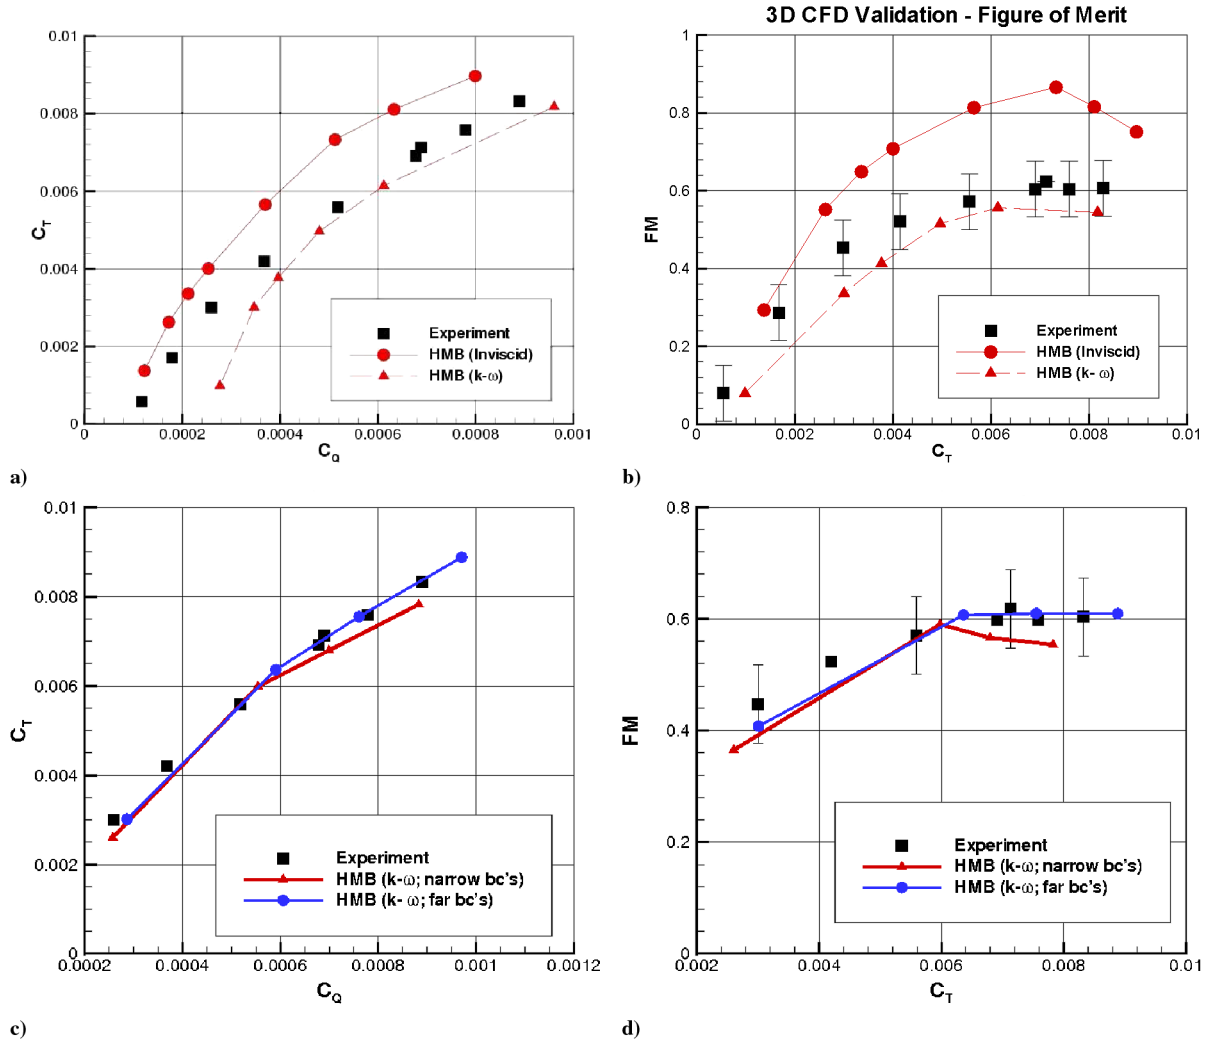 3D CFD Validation - Figure of Merit
0.01
0.008
0.006
0.004
0.002
0
C_T
0
0.0002
0.0004
0.0006
0.0008
0.001
C_Q
Experiment
HMB (Inviscid)
HMB (k-ω)
a)
1
0.8
0.6
0.4
0.2
0
FM
0.002
0.004
0.006
0.008
0.01
C_T
Experiment
HMB (Inviscid)
HMB (k- ω)
b)
0.01
0.008
0.006
0.004
0.002
0
C_T
0.0002
0.0004
0.0006
0.0008
0.001
0.0012
C_Q
Experiment
HMB (k-ω; narrow bc's)
HMB (k- ω; far bc's)
c)
0.8
0.6
0.4
0.2
0
FM
0.002
0.004
0.006
0.008
0.01
C_T
Experiment
HMB (k-ω; narrow bc's)
HMB (k- ω; far bc's)
d)